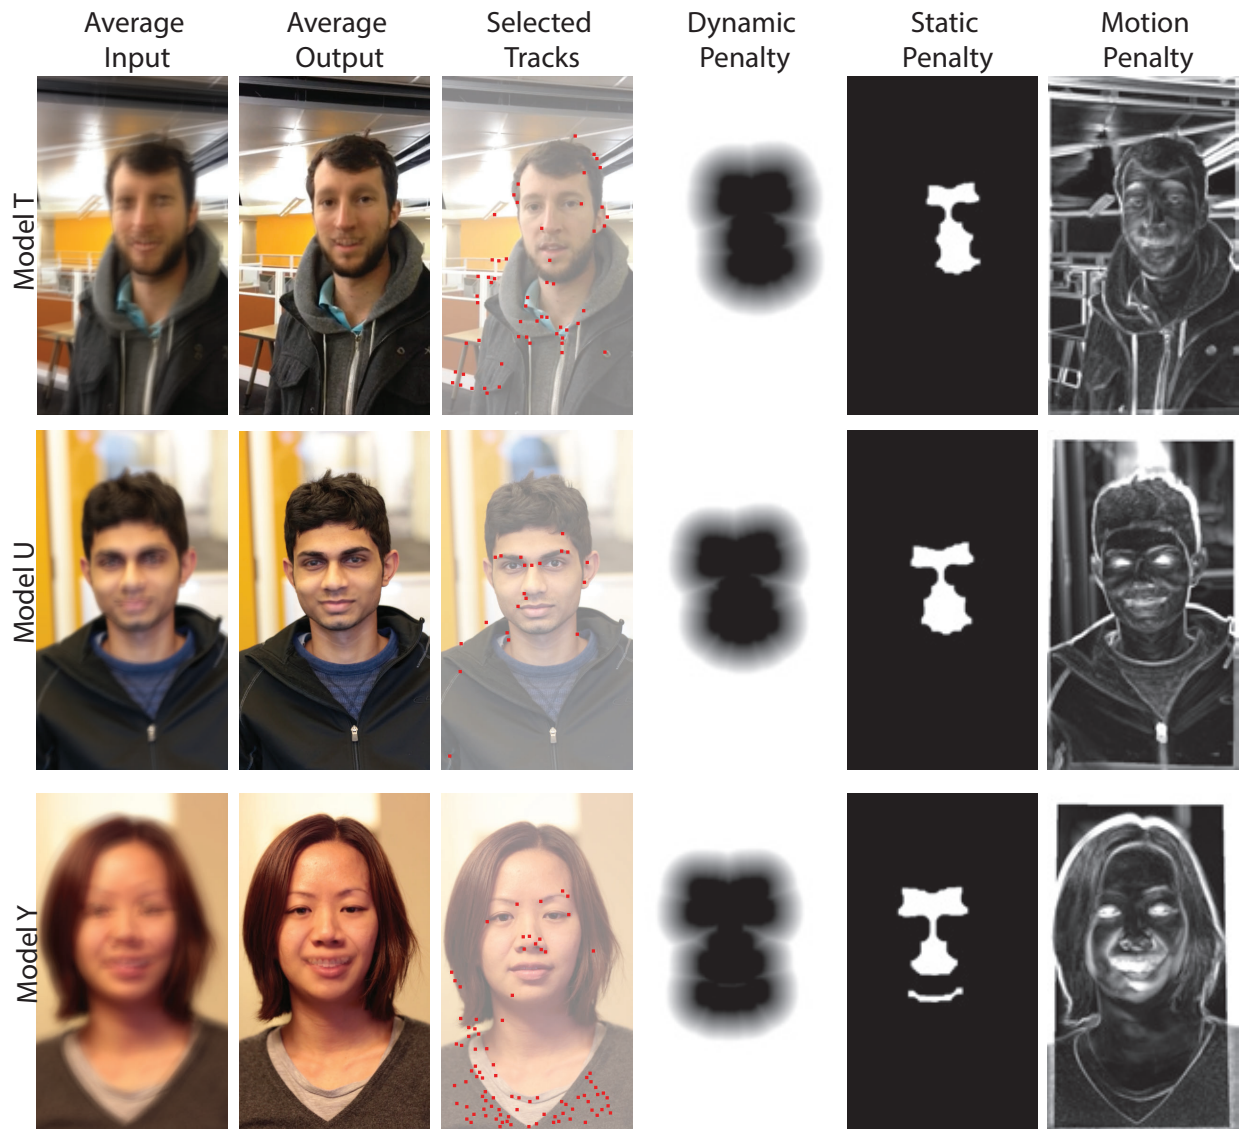 Average Input
Average Output
Selected Tracks
Dynamic Penalty
Static Penalty
Motion Penalty
Model T
Model U
Model Y